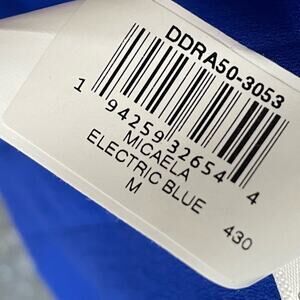 DDRA50-3053
1 94259 32654 4
MICAELA
ELECTRIC BLUE 430
M